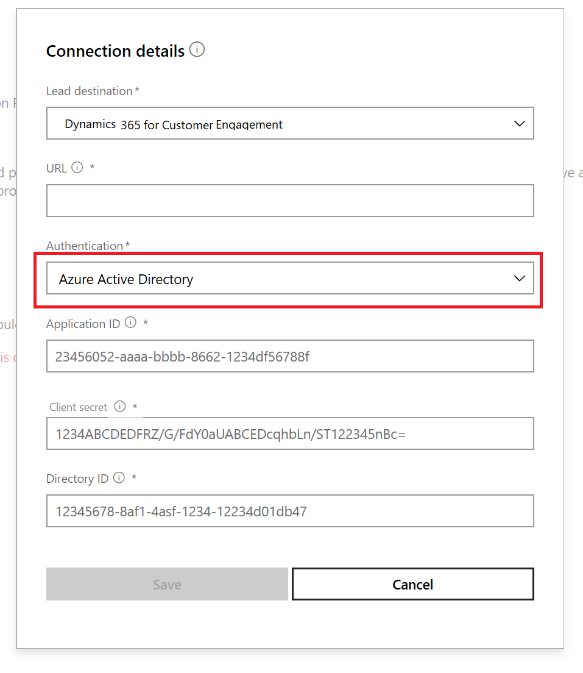 Connection details
Lead destination *
Dynamics 365 for Customer Engagement
URL *
Authentication *
Azure Active Directory
Application ID *
23456052-aaaa-bbbb-8662-1234df56788f
Client secret *
1234ABCDEDFRZ/G/FdY0aUABCEDcqhbLn/ST122345nBc=
Directory ID *
12345678-8af1-4asf-1234-12234d01db47
Save
Cancel